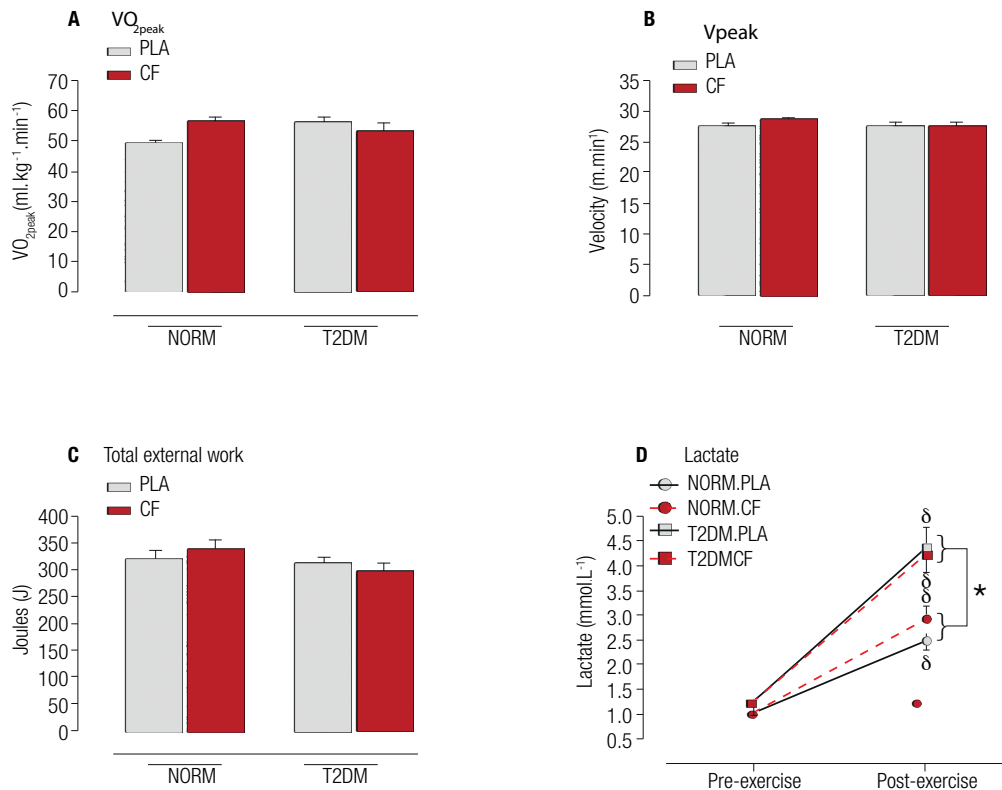 A VO2peak
PLA
CF
70
60
50
40
30
20
10
0
VO2peak(ml.kg-1.min-1)
NORM T2DM
B Vpeak
PLA
CF
35
30
25
20
15
10
5
0
Velocity (m.min1)
NORM T2DM
C Total external work
PLA
CF
400
350
300
250
200
150
100
50
0
Joules (J)
NORM T2DM
D Lactate
NORM.PLA
NORM.CF
T2DM.PLA
T2DMCF
5.0
4.5
4.0
3.0
2.5
2.0
1.5
1.0
0.5
Lactate (mmol.L-1)
δ
δ
δ
δ
*
Pre-exercise Post-exercise